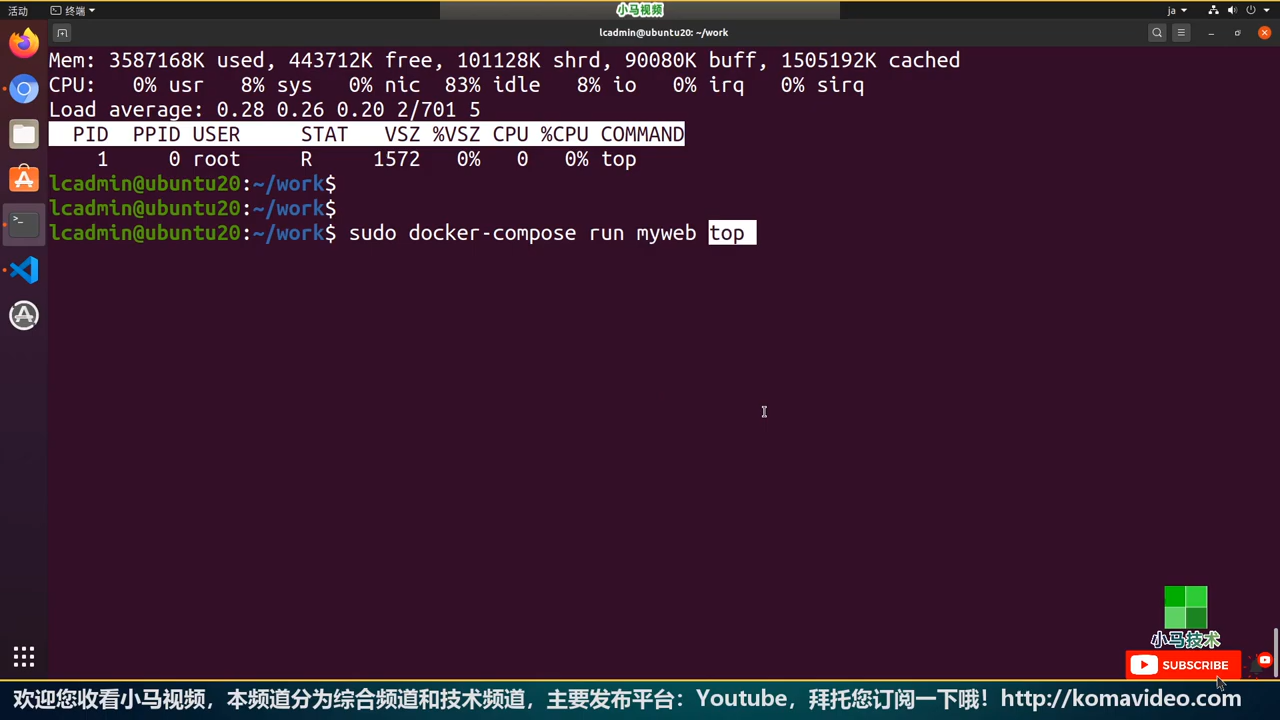 活动 终端 小马视频 ja
lcadmin@ubuntu20: ~/work
Mem: 3587168K used, 443712K free, 101128K shrd, 90080K buff, 1505192K cached
CPU:   0% usr   8% sys   0% nic  83% idle   8% io   0% irq   0% sirq
Load average: 0.28 0.26 0.20 2/701 5
  PID  PPID USER     STAT   VSZ %VSZ CPU %CPU COMMAND
    1     0 root     R     1572   0%   0   0% top
lcadmin@ubuntu20:~/work$
lcadmin@ubuntu20:~/work$
lcadmin@ubuntu20:~/work$ sudo docker-compose run myweb top
小马技术
SUBSCRIBE
欢迎您收看小马视频，本频道分为综合频道和技术频道，主要发布平台：Youtube，拜托您订阅一下哦！http://komavideo.com